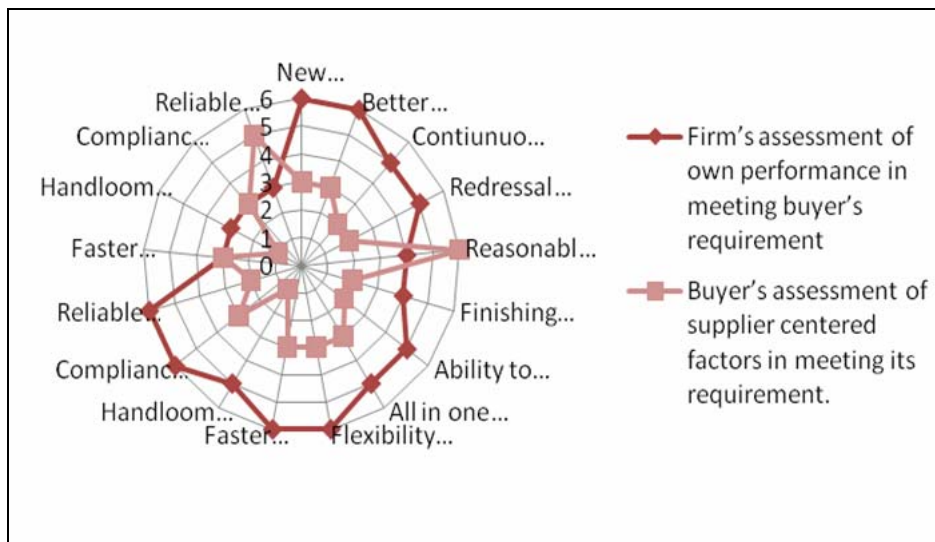 New...
Better...
Contiunuo...
Redressal...
Reasonabl...
Finishing...
Ability to...
All in one...
Flexibility...
Faster...
Handloom...
Complianc...
Reliable...
Faster...
Handloom...
Complianc...
Reliable...
6
5
4
3
2
1
0
Firm's assessment of
own performance in
meeting buyer's
requirement
Buyer's assessment of
supplier centered
factors in meeting its
requirement.